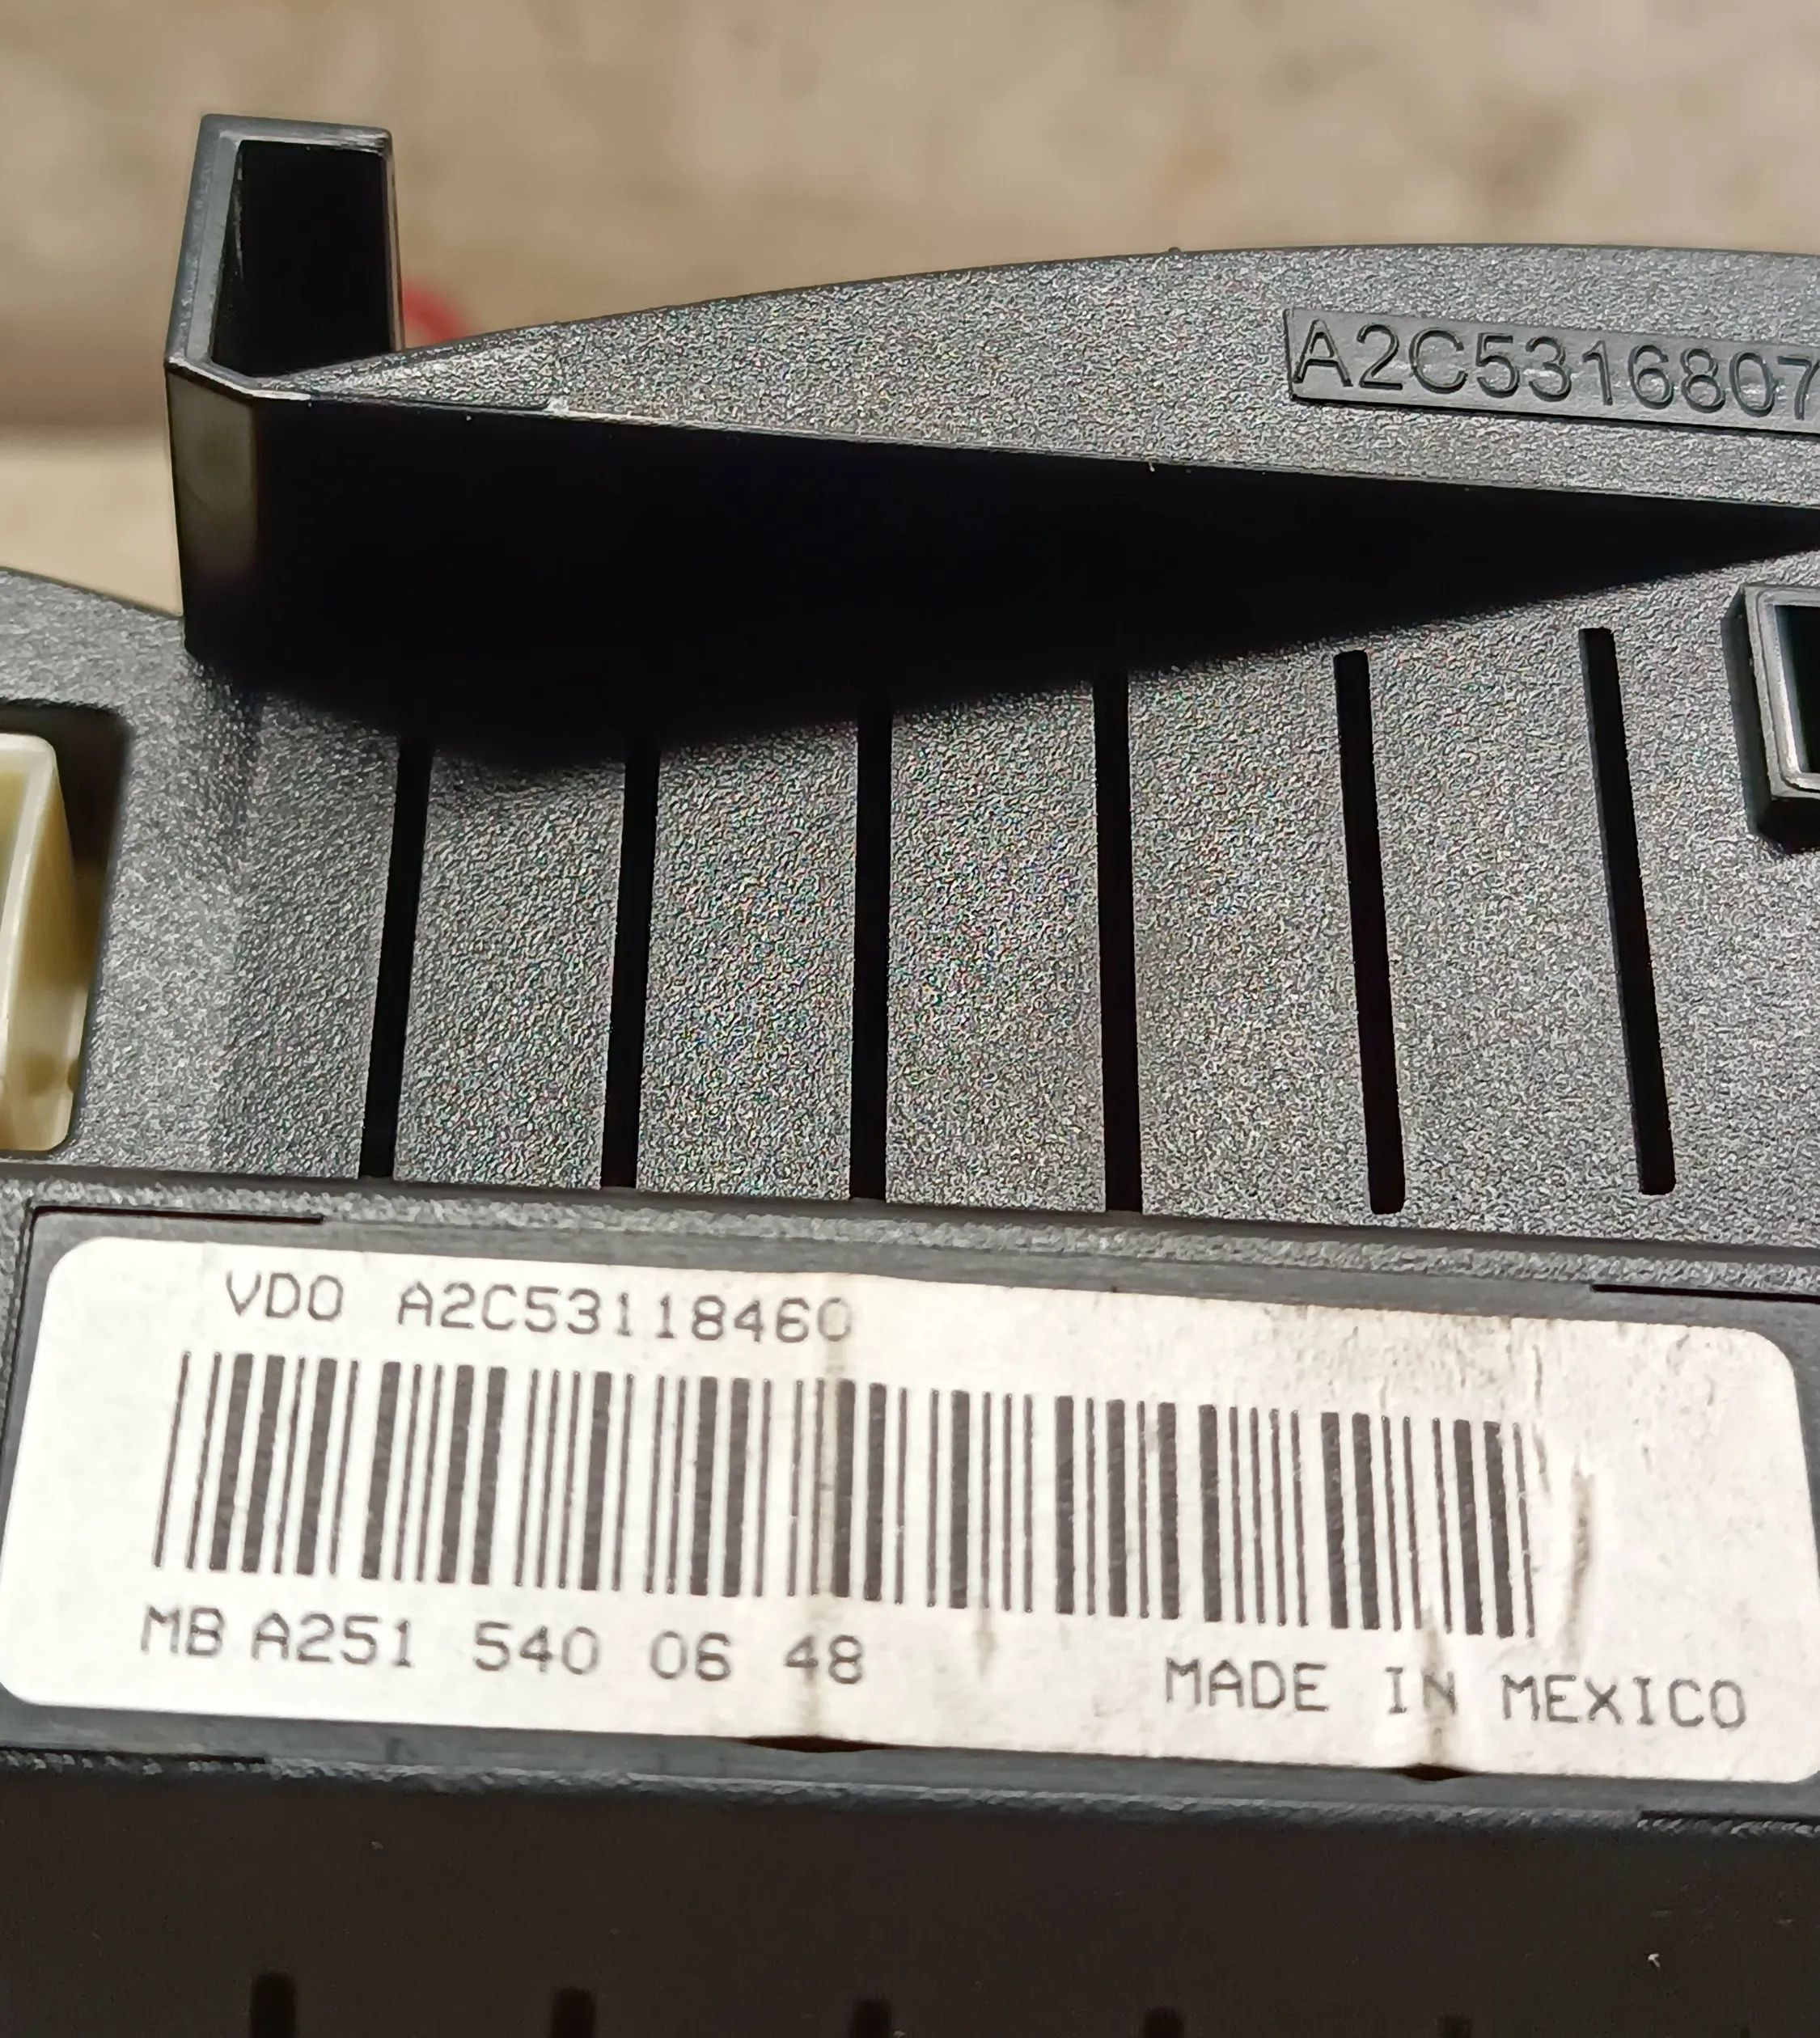 A2C5316807
VDO A2C53118460
MB A251 540 06 48
MADE IN MEXICO